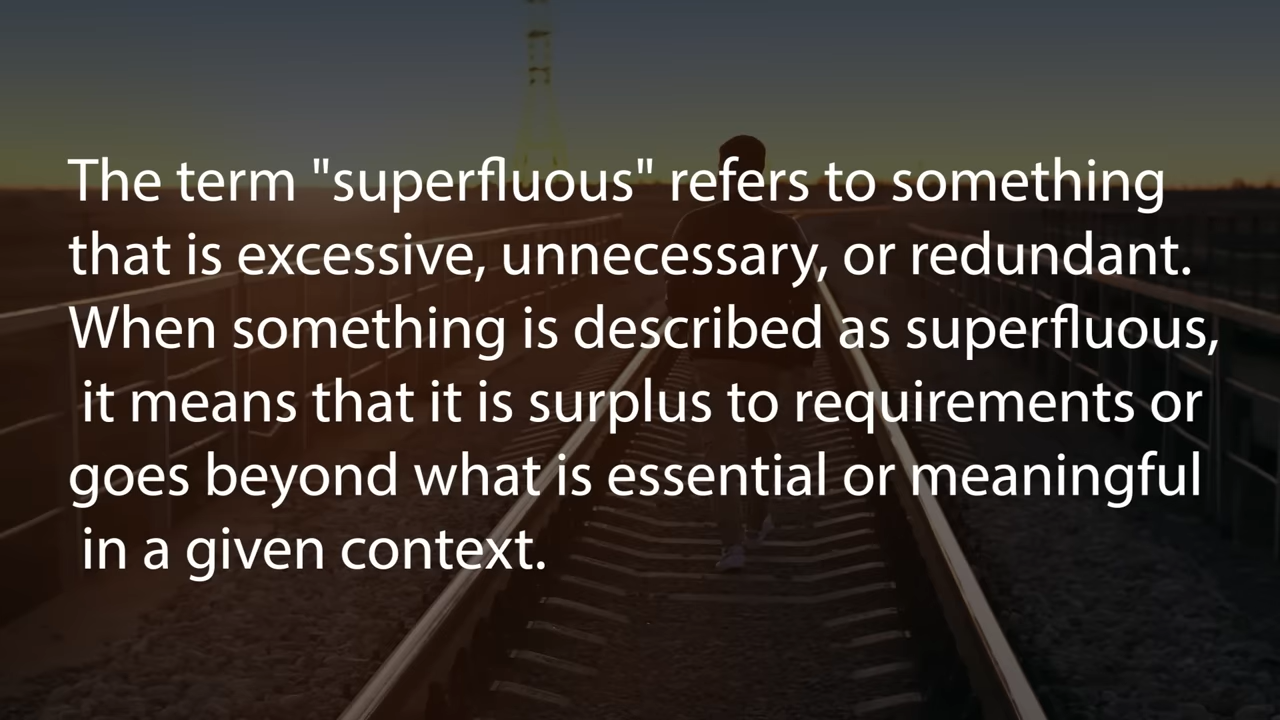 The term "superfluous" refers to something
that is excessive, unnecessary, or redundant.
When something is described as superfluous,
it means that it is surplus to requirements or
goes beyond what is essential or meaningful
in a given context.